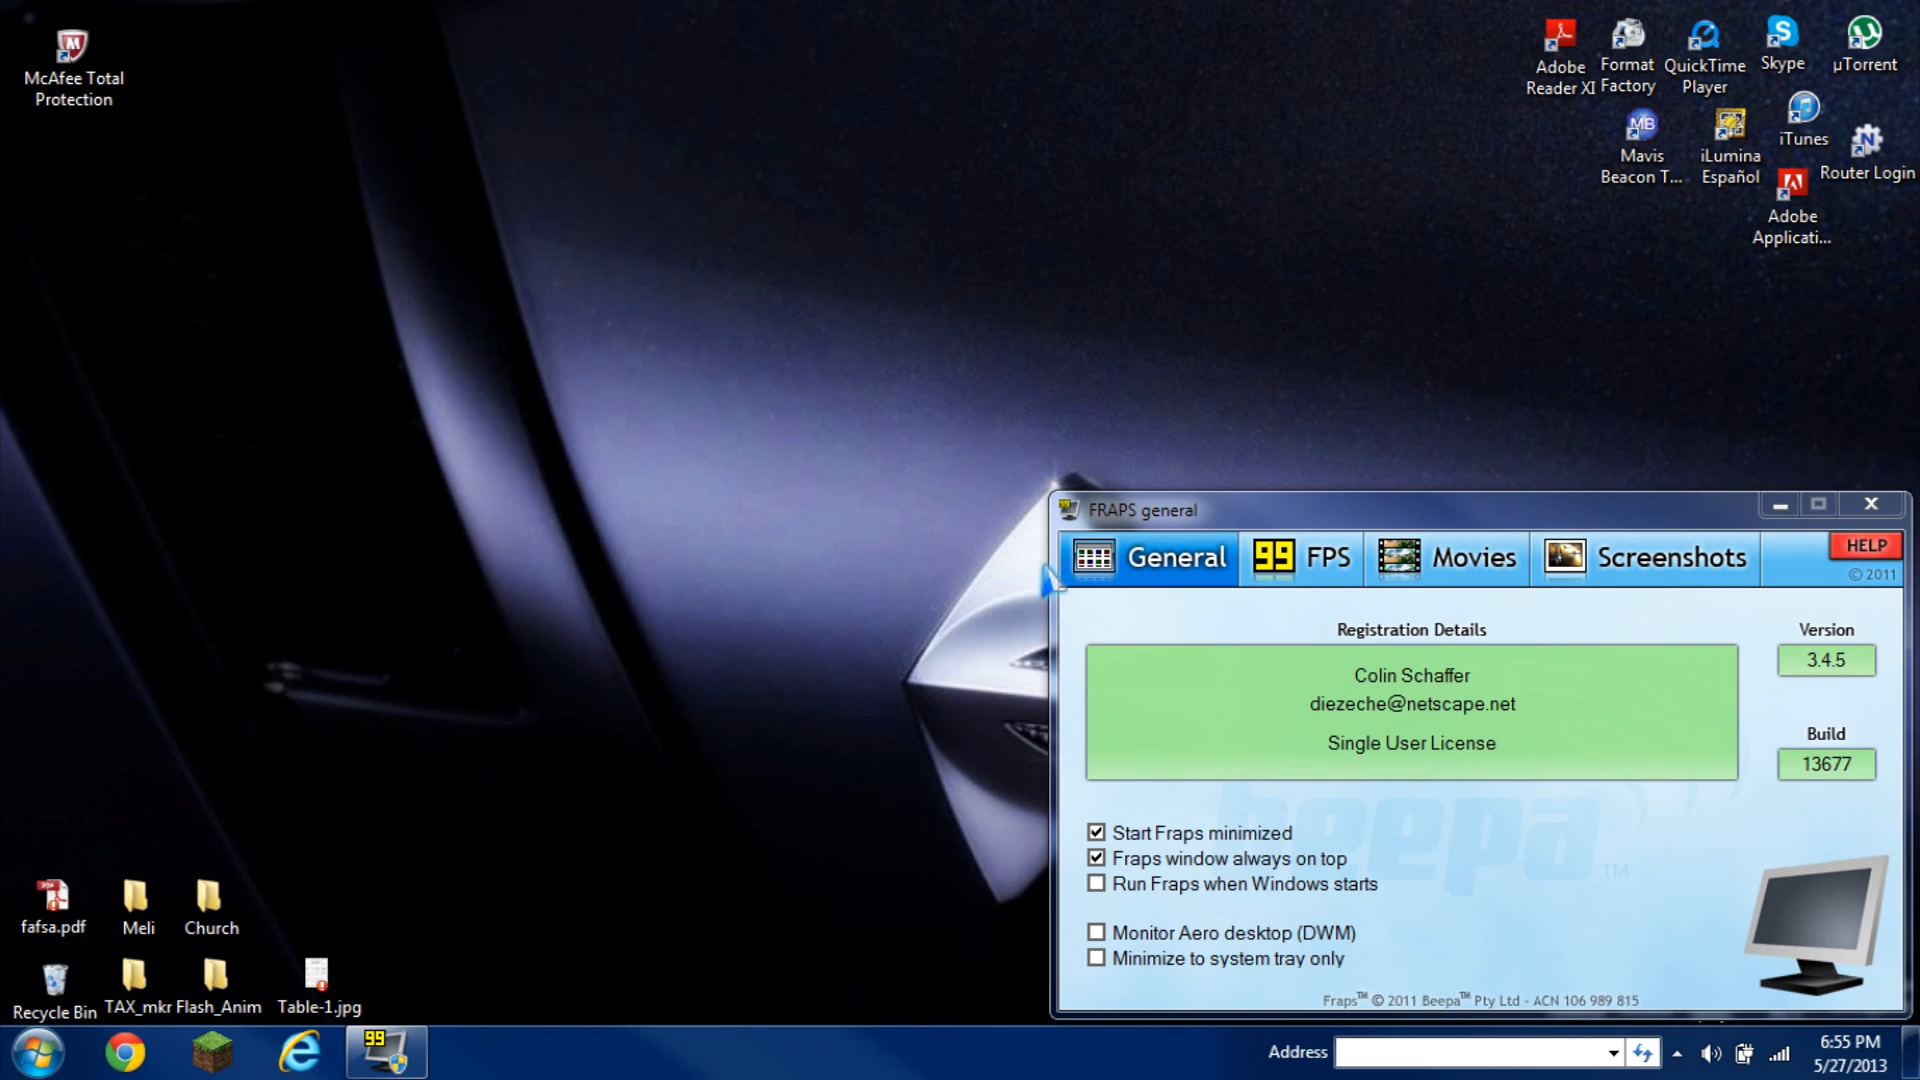 McAfee Total
Protection
Adobe
Reader XI
Format
Factory
QuickTime
Player
Skype
µTorrent
MB
Mavis
Beacon T...
iLumina
Español
iTunes
Router Login
Adobe
Applicati...
FRAPS general
General
99 FPS
Movies
Screenshots
HELP
© 2011
Registration Details
Colin Schaffer
diezeche@netscape.net
Single User License
Version
3.4.5
Build
13677
beepa™
Start Fraps minimized
Fraps window always on top
Run Fraps when Windows starts
Monitor Aero desktop (DWM)
Minimize to system tray only
Fraps™ © 2011 Beepa™ Pty Ltd - ACN 106 989 815
fafsa.pdf
Meli
Church
Recycle Bin
TAX_mkr
Flash_Anim
Table-1.jpg
99
Address
6:55 PM
5/27/2013